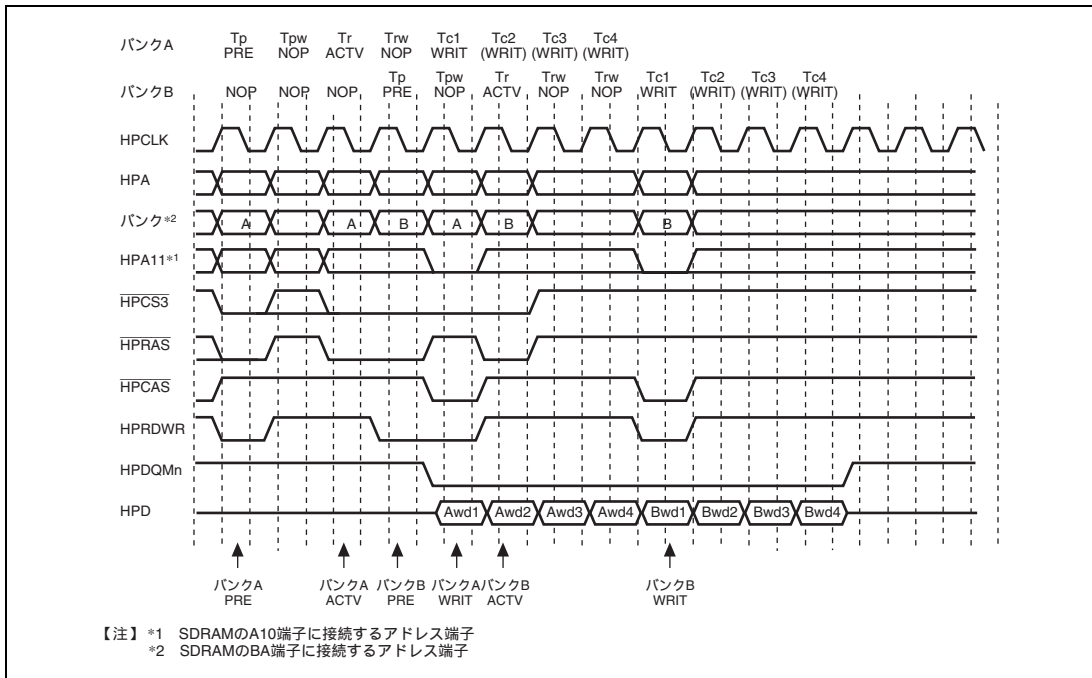 バンクA Tp Tpw Tr Trw Tc1 Tc2 Tc3 Tc4
PRE NOP ACTV NOP WRIT (WRIT) (WRIT) (WRIT)
バンクB Tp Tpw Tr Trw Trw Tc1 Tc2 Tc3 Tc4
NOP NOP NOP PRE NOP ACTV NOP NOP WRIT (WRIT) (WRIT) (WRIT)
HPCLK
HPA
バンク*2 A A B A B B
HPA11*1
HPCS3
HPRAS
HPCAS
HPRDWR
HPDQMn
HPD Awd1 Awd2 Awd3 Awd4 Bwd1 Bwd2 Bwd3 Bwd4
バンクA バンクA バンクB バンクA バンクB バンクB
PRE ACTV PRE WRIT ACTV WRIT
【注】 *1 SDRAMのA10端子に接続するアドレス端子
*2 SDRAMのBA端子に接続するアドレス端子